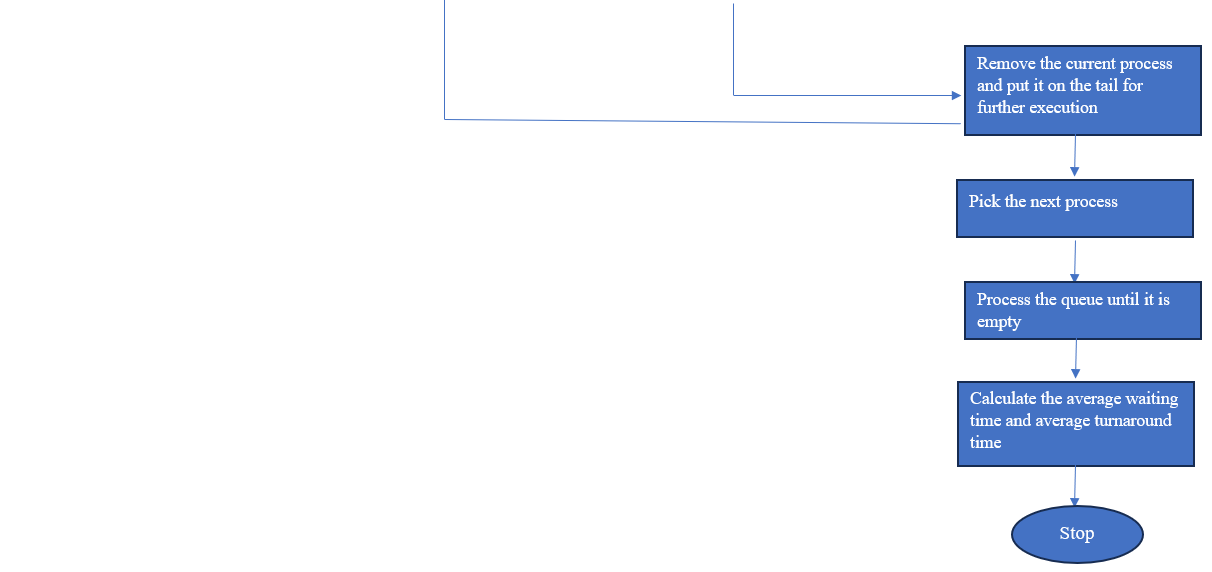 Remove the current process
and put it on the tail for
further execution
Pick the next process
Process the queue until it is
empty
Calculate the average waiting
time and average turnaround
time
Stop